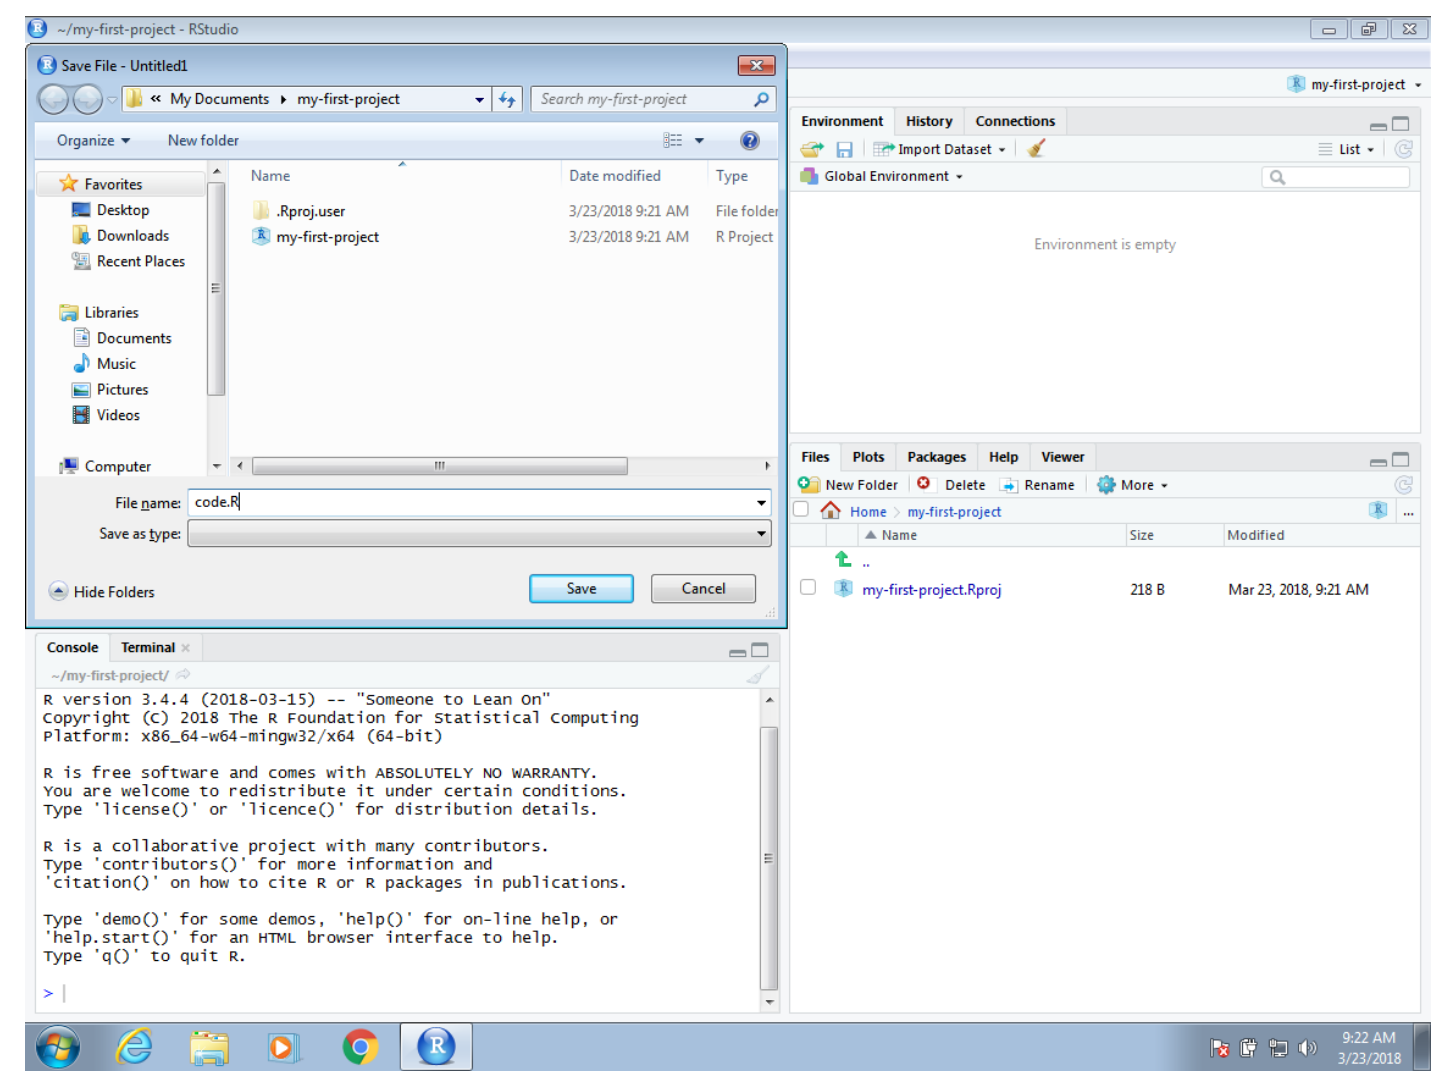 ~/my-first-project - RStudio
Save File - Untitled1
« My Documents my-first-project
Search my-first-project
Organize
New folder
Favorites
Desktop
Downloads
Recent Places
Libraries
Documents
Music
Pictures
Videos
Computer
Name Date modified Type
.Rproj.user 3/23/2018 9:21 AM File folder
my-first-project 3/23/2018 9:21 AM R Project
File name: code.R
Save as type:
Hide Folders
Save
Cancel
my-first-project
Environment History Connections
Import Dataset
List
Global Environment
Environment is empty
Files Plots Packages Help Viewer
New Folder Delete Rename More
Home my-first-project ...
Name Size Modified
..
my-first-project.Rproj 218 B Mar 23, 2018, 9:21 AM
Console Terminal
~/my-first-project/
R version 3.4.4 (2018-03-15) -- "Someone to Lean On"
Copyright (C) 2018 The R Foundation for Statistical Computing
Platform: x86_64-w64-mingw32/x64 (64-bit)
R is free software and comes with ABSOLUTELY NO WARRANTY.
You are welcome to redistribute it under certain conditions.
Type 'license()' or 'licence()' for distribution details.
R is a collaborative project with many contributors.
Type 'contributors()' for more information and
'citation()' on how to cite R or R packages in publications.
Type 'demo()' for some demos, 'help()' for on-line help, or
'help.start()' for an HTML browser interface to help.
Type 'q()' to quit R.
>
9:22 AM
3/23/2018